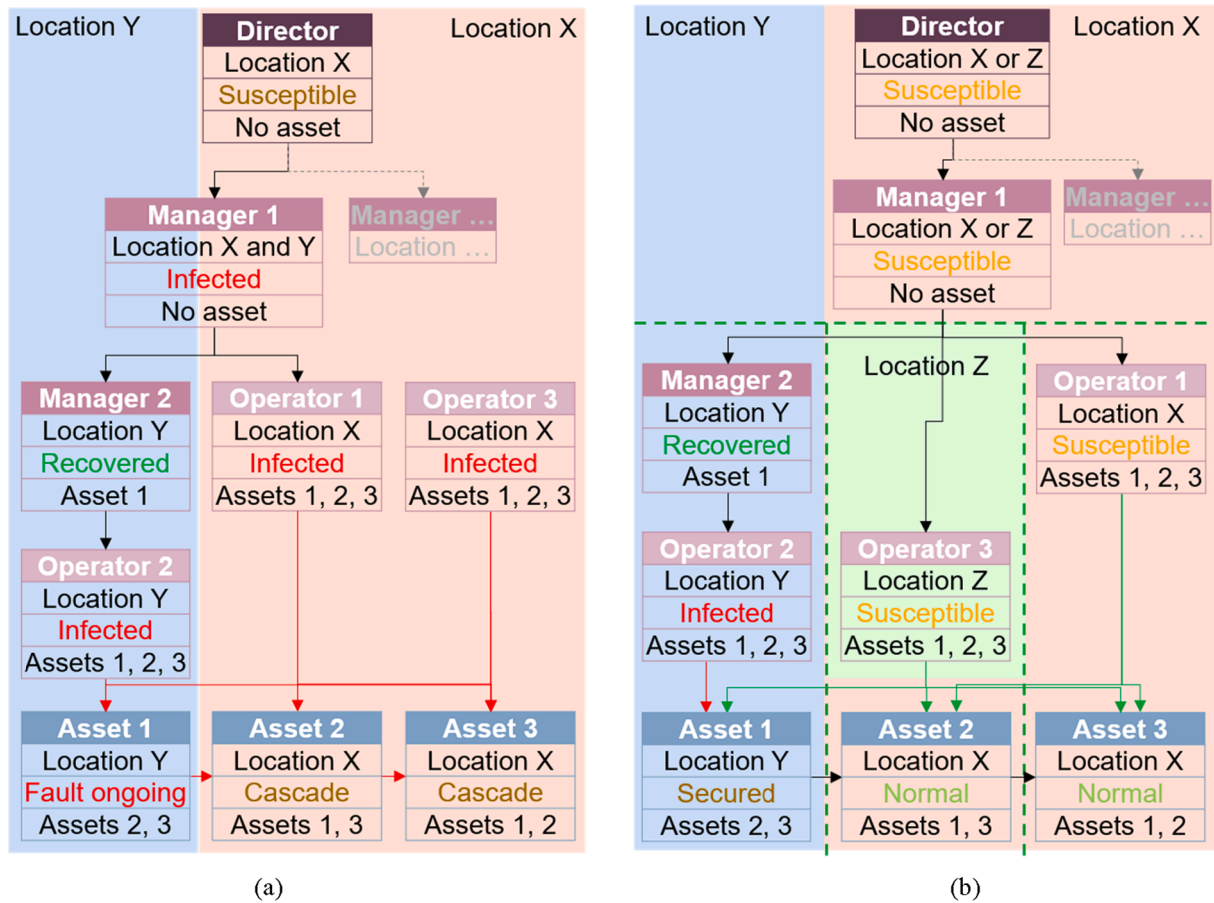 Location Y
Location X
Director
Location X
Susceptible
No asset
Manager 1
Location X and Y
Infected
No asset
Manager ...
Location ...
Manager 2
Location Y
Recovered
Asset 1
Operator 1
Location X
Infected
Assets 1, 2, 3
Operator 3
Location X
Infected
Assets 1, 2, 3
Operator 2
Location Y
Infected
Assets 1, 2, 3
Asset 1
Location Y
Fault ongoing
Assets 2, 3
Asset 2
Location X
Cascade
Assets 1, 3
Asset 3
Location X
Cascade
Assets 1, 2
(a)
Location Y
Location X
Director
Location X or Z
Susceptible
No asset
Manager 1
Location X or Z
Susceptible
No asset
Manager ...
Location ...
Manager 2
Location Y
Recovered
Asset 1
Location Z
Operator 1
Location X
Susceptible
Assets 1, 2, 3
Operator 2
Location Y
Infected
Assets 1, 2, 3
Operator 3
Location Z
Susceptible
Assets 1, 2, 3
Asset 1
Location Y
Secured
Assets 2, 3
Asset 2
Location X
Normal
Assets 1, 3
Asset 3
Location X
Normal
Assets 1, 2
(b)